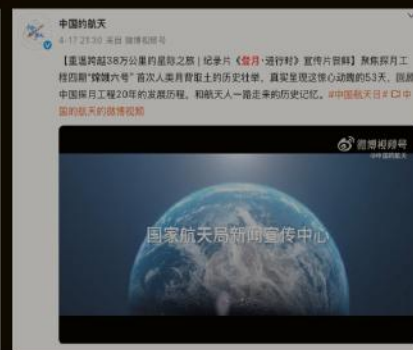 中国的航天
4-17 21:30 来自 微博视频号
【重温跨越38万公里的星际之旅 | 纪录片《登月·进行时》宣传片首鲜】聚焦探月工
程四期“嫦娥六号”首次人类月背取土的历史壮举，真实呈现这惊心动魄的53天，回顾
中国探月工程20年的发展历程，和航天人一路走来的历史记忆。#中国航天日# 中
国的航天的微博视频
微博视频号
@中国的航天
国家航天局新闻宣传中心